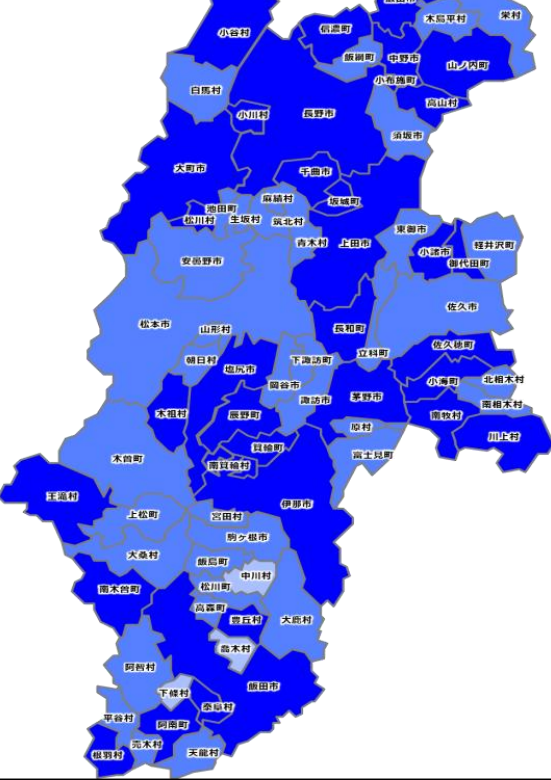 飯山市
栄村
木島平村
信濃町
小谷村
飯綱町
中野市
山ノ内町
小布施町
白馬村
高山村
小川村
長野市
須坂市
大町市
千曲市
麻績村
坂城町
池田町
松川村
生坂村
筑北村
東御市
青木村
上田市
軽井沢町
小諸市
安曇野市
御代田町
佐久市
松本市
山形村
長和町
佐久穂町
朝日村
下諏訪町
立科町
塩尻市
小海町
北相木村
岡谷市
茅野市
諏訪市
南相木村
木祖村
辰野町
南牧村
原村
川上村
箕輪町
木曽町
富士見町
南箕輪村
王滝村
伊那市
上松町
宮田村
駒ヶ根市
大桑村
飯島町
中川村
南木曽町
松川町
高森町
豊丘村
大鹿村
喬木村
阿智村
飯田市
下條村
泰阜村
平谷村
阿南町
売木村
根羽村
天龍村